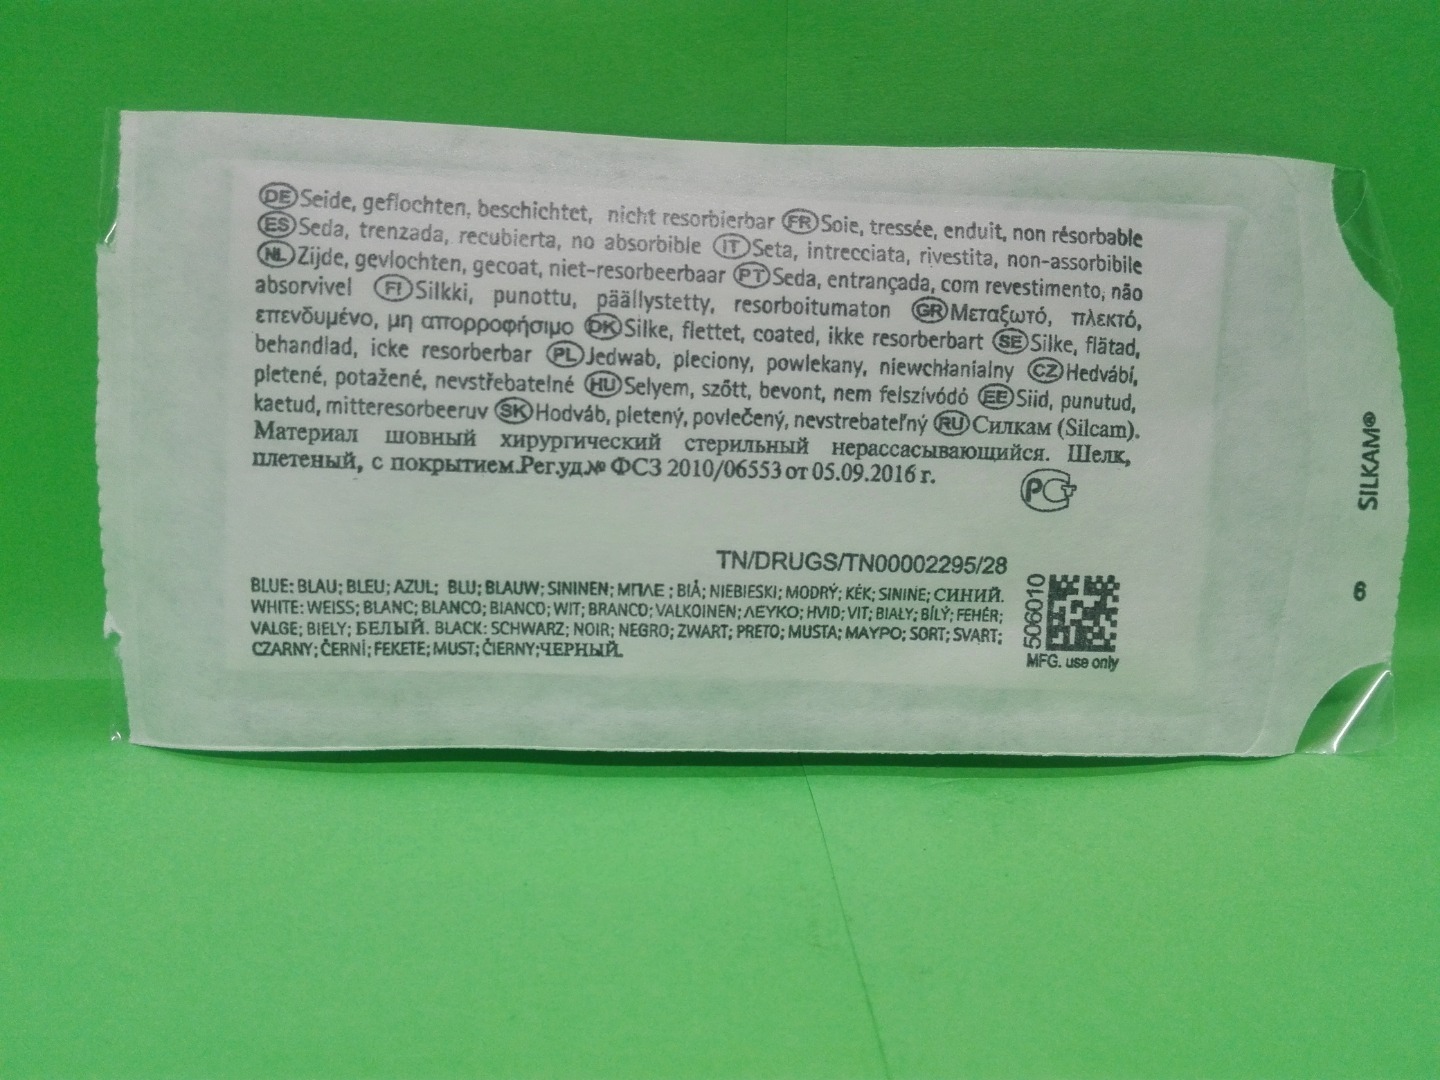 DE Seide, geflochten, beschichtet, nicht resorbierbar FR Soie, tressée, enduit, non résorbable
ES Seda, trenzada, recubierta, no absorbible IT Seta, intrecciata, rivestita, non-assorbibile
NL Zijde, gevlochten, gecoat, niet-resorbeerbaar PT Seda, entrançada, com revestimento, não
absorvivel FI Silkki, punottu, päällystetty, resorboitumaton GR Μεταξωτό, πλεκτό,
επενδυμένο, μη απορροφήσιμο DK Silke, flettet, coated, ikke resorberbart SE Silke, flätad,
behandlad, icke resorberbar PL Jedwab, pleciony, powlekany, niewchłanialny CZ Hedvábí,
pletené, potažené, nevstřebatelné HU Selyem, szőtt, bevont, nem felszívódó EE Siid, punutud,
kaetud, mitteresorbeeruv SK Hodváb, pletený, povlečený, nevstrebateľný RU Силкам (Silcam).
Материал шовный хирургический стерильный нерассасывающийся. Шелк,
плетеный, с покрытием.Рег.уд.№ ФСЗ 2010/06553 от 05.09.2016 г.
РСТ
TN/DRUGS/TN00002295/28
BLUE: BLAU; BLEU; AZUL; BLU; BLAUW; SININEN; ΜΠΛΕ ; BIÅ; NIEBIESKI; MODRÝ; KÉK; SININE; СИНИЙ.
WHITE: WEISS; BLANC; BLANCO; BIANCO; WIT; BRANCO; VALKOINEN; ΛΕΥΚΟ; HVID; VIT; BIAŁY; BÍLÝ; FEHÉR;
VALGE; BIELY; БЕЛЫЙ. BLACK: SCHWARZ; NOIR; NEGRO; ZWART; PRETO; MUSTA; ΜΑΥΡΟ; SORT; SVART;
CZARNY; ČERNÍ; FEKETE; MUST; ČIERNY;ЧЕРНЫЙ.
506010
MFG. use only
SILKAM®
6